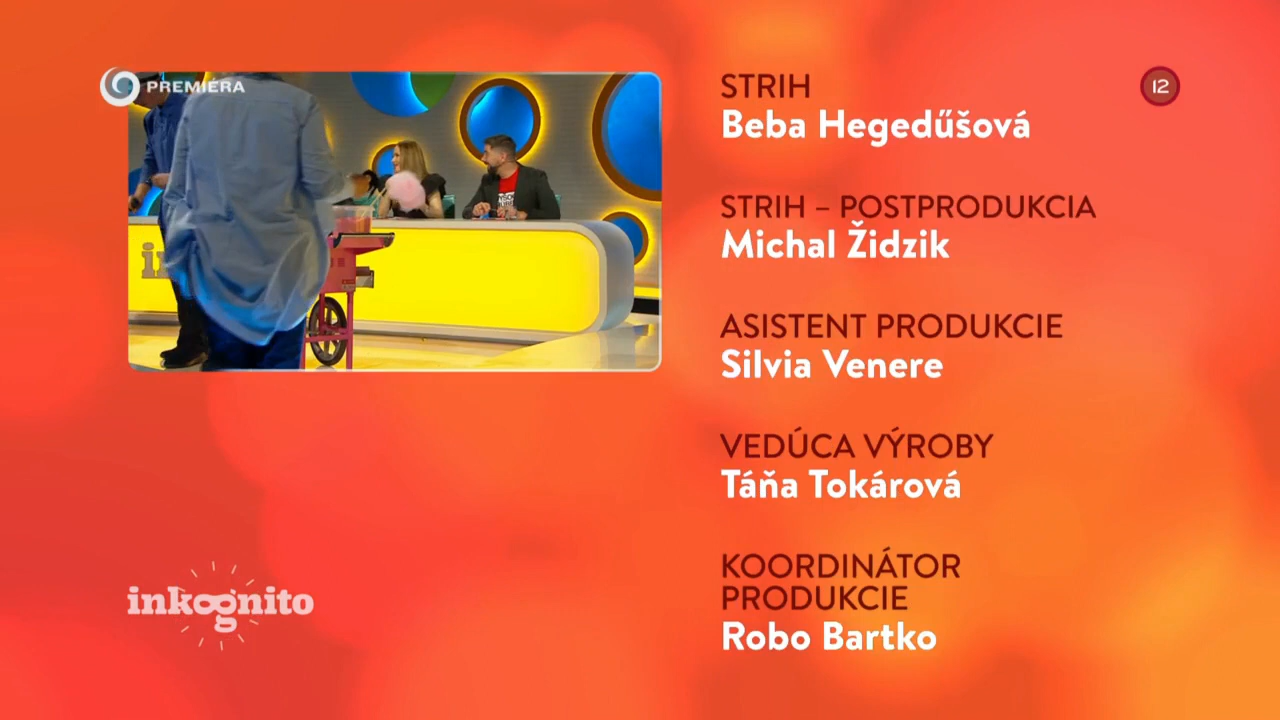 PREMIÉRA
12
STRIH
Beba Hegedűšová
STRIH – POSTPRODUKCIA
Michal Židzik
ASISTENT PRODUKCIE
Silvia Venere
VEDÚCA VÝROBY
Táňa Tokárová
KOORDINÁTOR
PRODUKCIE
Robo Bartko
inkognito